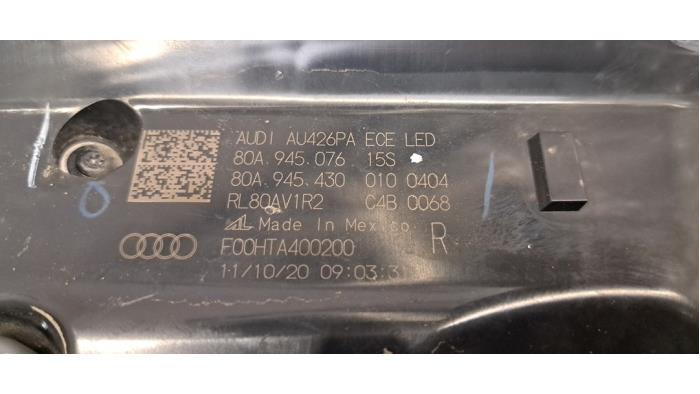 AUDI AU426PA ECE LED
80A.945.076 15S
80A.945.430 010 0404
RL80AV1R2 C4B 0068
AL Made In Mexico R
F00HTA400200
11/10/20 09:03:31